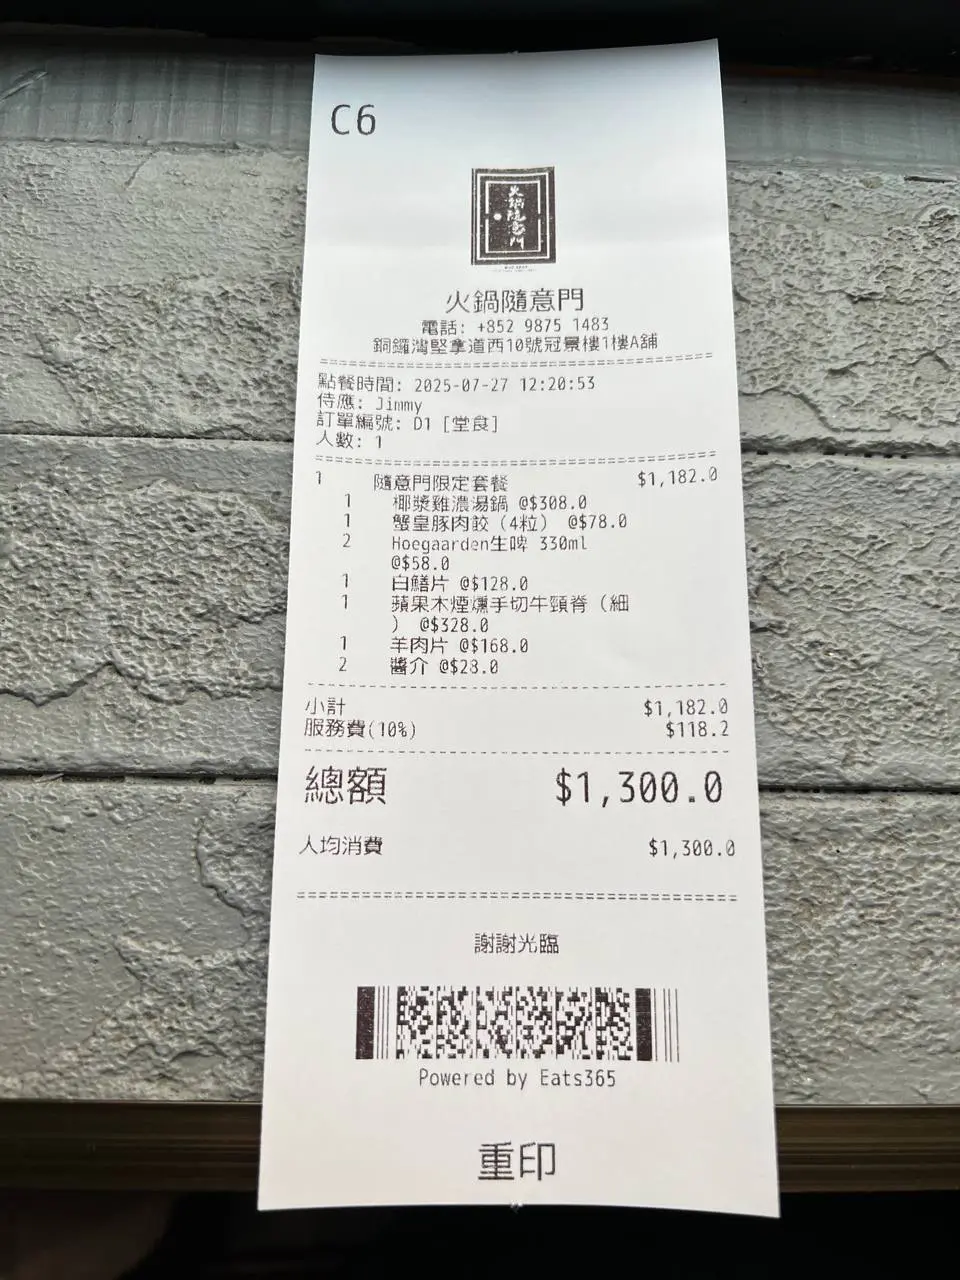 C6
火鍋隨意門
火鍋隨意門
電話: +852 9875 1483
銅鑼灣堅拿道西10號冠景樓1樓A舖
點餐時間: 2025-07-27 12:20:53
侍應: Jimmy
訂單編號: D1 [堂食]
人數: 1
1 隨意門限定套餐 $1,182.0
1 椰漿雞濃湯鍋 @$308.0
1 蟹皇豚肉餃（4粒） @$78.0
2 Hoegaarden生啤 330ml
@$58.0
1 白鱔片 @$128.0
1 蘋果木煙燻手切牛頸脊（細
） @$328.0
1 羊肉片 @$168.0
2 醬介 @$28.0
小計 $1,182.0
服務費(10%) $118.2
總額 $1,300.0
人均消費 $1,300.0
謝謝光臨
Powered by Eats365
重印